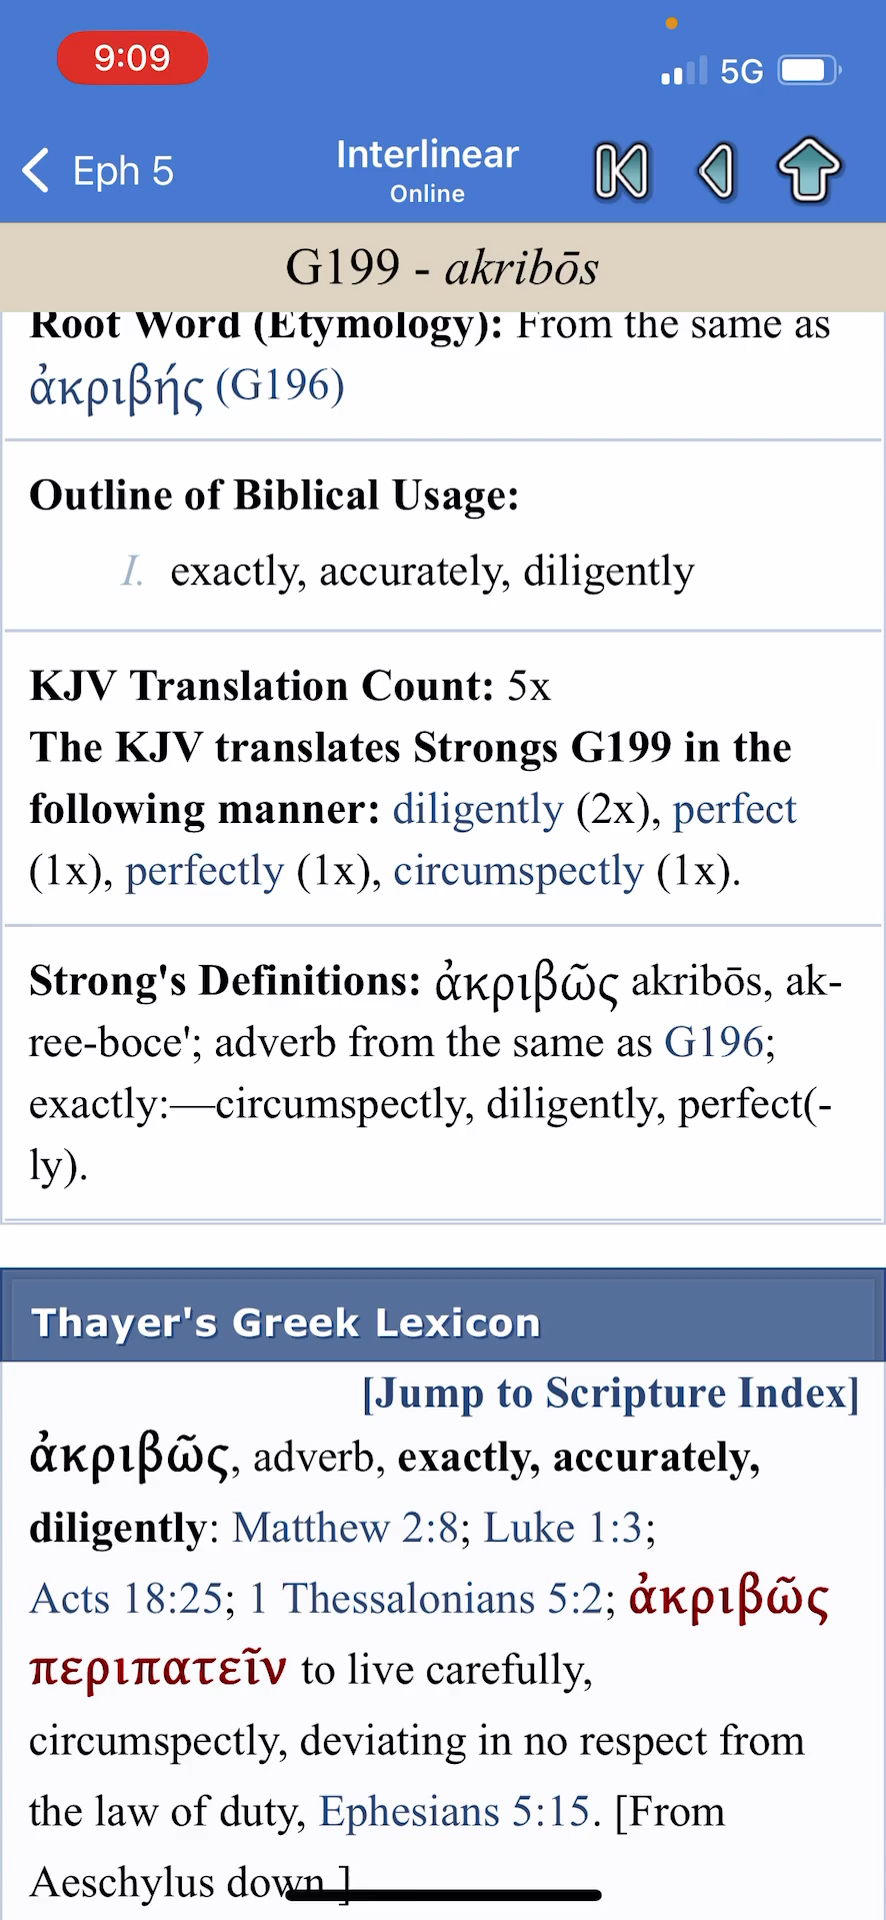 9:09
5G
Eph 5
Interlinear
Online
G199 - akribōs
Root Word (Etymology): From the same as
ἀκριβής (G196)
Outline of Biblical Usage:
I. exactly, accurately, diligently
KJV Translation Count: 5x
The KJV translates Strongs G199 in the
following manner: diligently (2x), perfect
(1x), perfectly (1x), circumspectly (1x).
Strong's Definitions: ἀκριβῶς akribōs, ak-
ree-boce'; adverb from the same as G196;
exactly:—circumspectly, diligently, perfect(-
ly).
Thayer's Greek Lexicon
[Jump to Scripture Index]
ἀκριβῶς, adverb, exactly, accurately,
diligently: Matthew 2:8; Luke 1:3;
Acts 18:25; 1 Thessalonians 5:2; ἀκριβῶς
περιπατεῖν to live carefully,
circumspectly, deviating in no respect from
the law of duty, Ephesians 5:15. [From
Aeschylus down.]